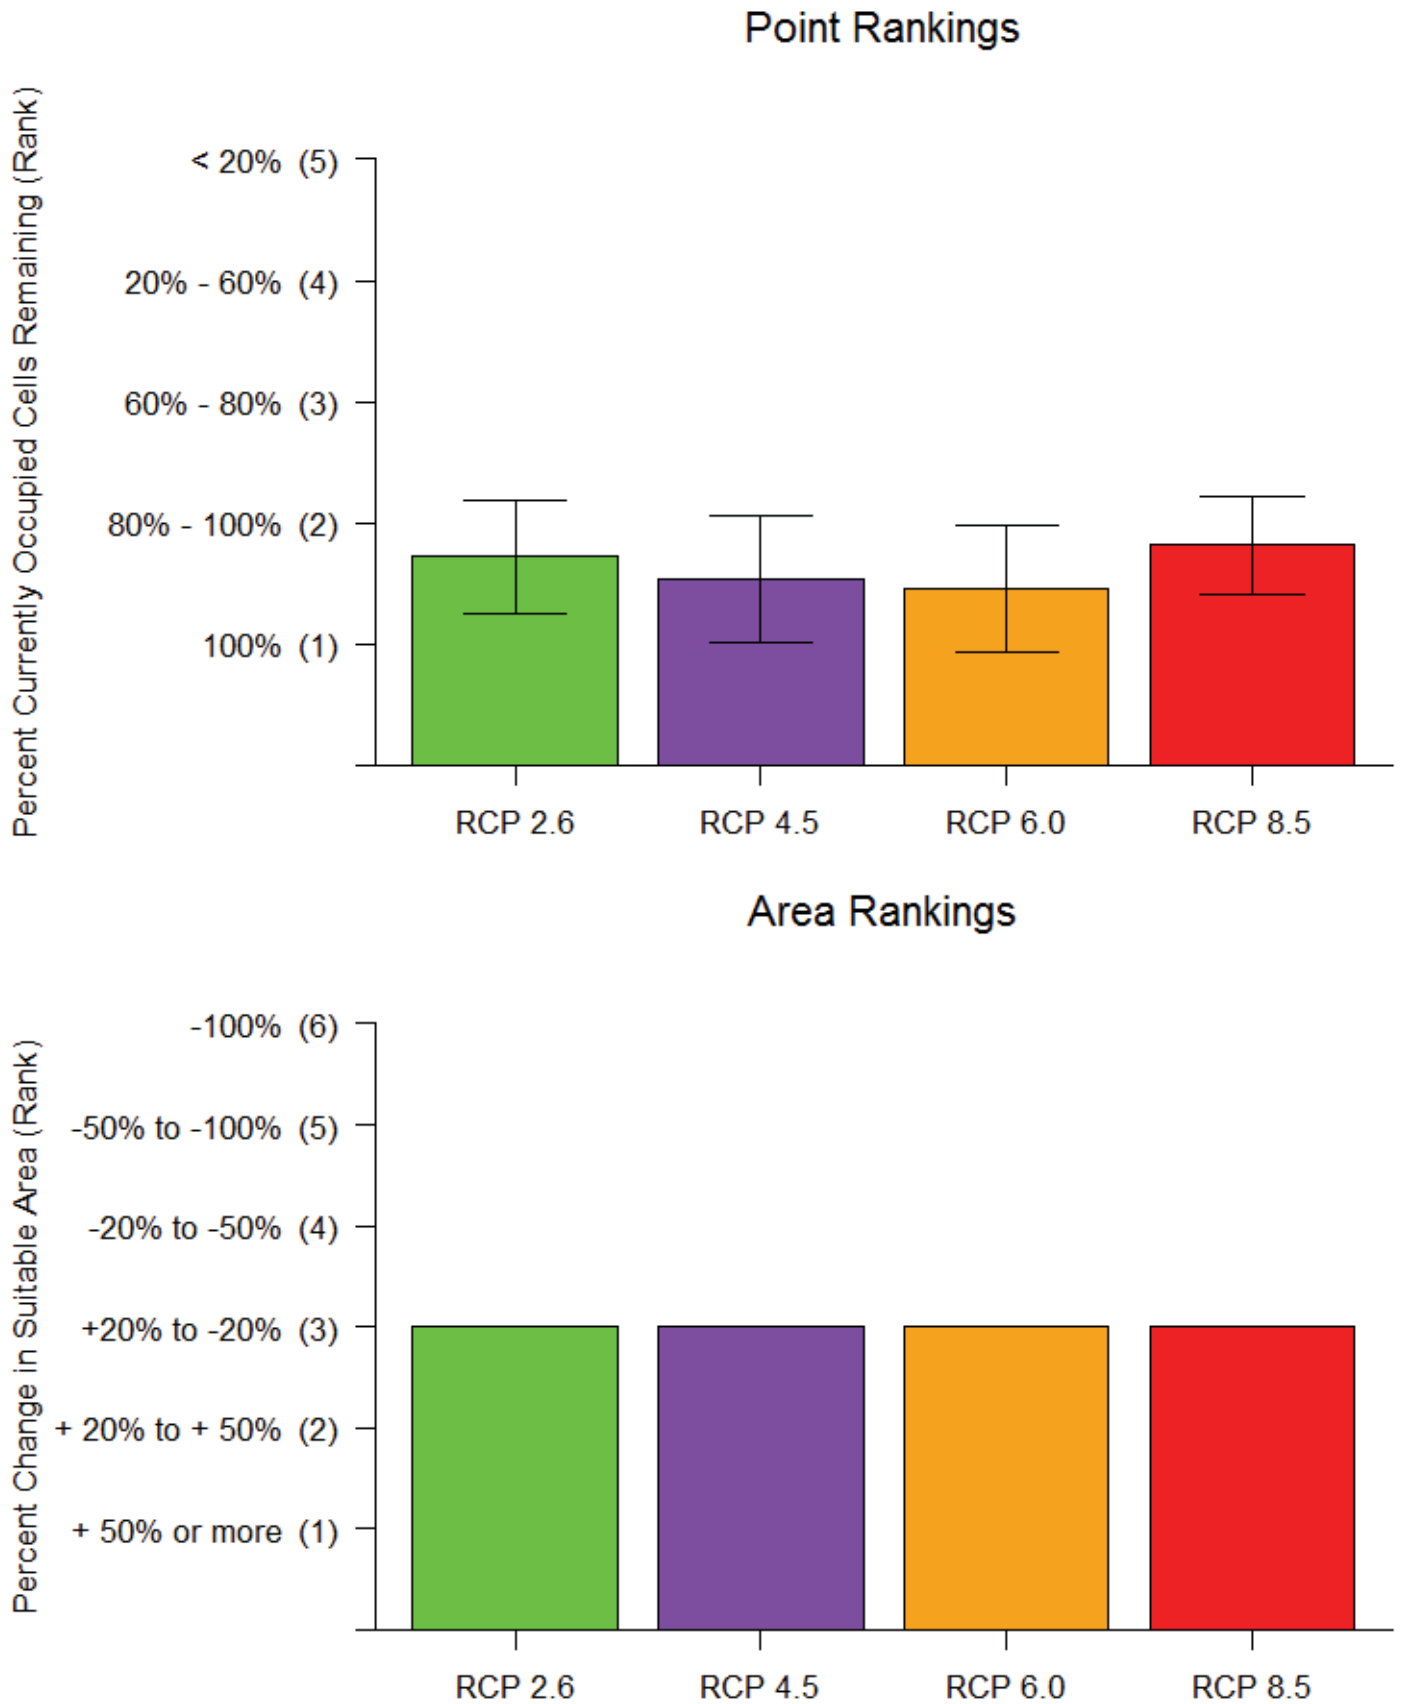 Point Rankings
Percent Currently Occupied Cells Remaining (Rank)
< 20% (5)
20% - 60% (4)
60% - 80% (3)
80% - 100% (2)
100% (1)
RCP 2.6 RCP 4.5 RCP 6.0 RCP 8.5
Area Rankings
Percent Change in Suitable Area (Rank)
-100% (6)
-50% to -100% (5)
-20% to -50% (4)
+20% to -20% (3)
+ 20% to + 50% (2)
+ 50% or more (1)
RCP 2.6 RCP 4.5 RCP 6.0 RCP 8.5